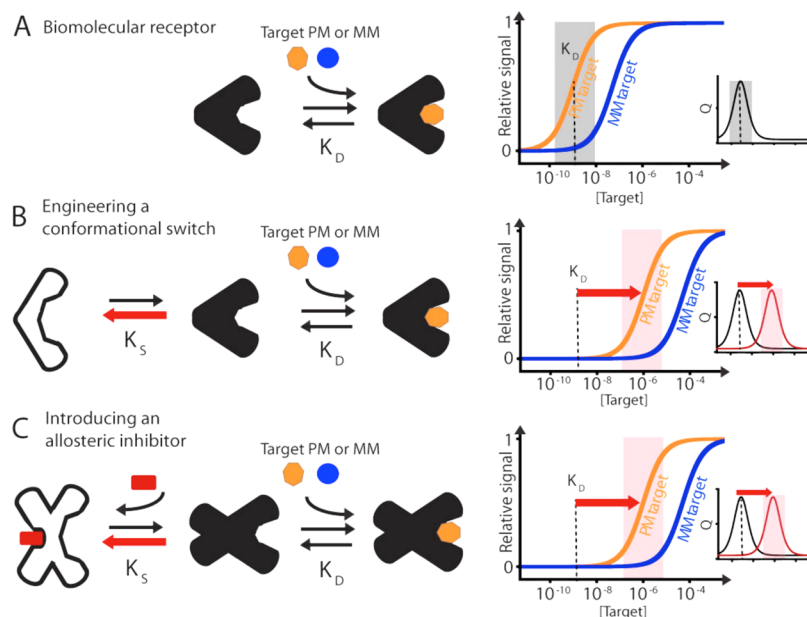 A
Biomolecular receptor
Target PM or MM
K_D
Relative signal
1
0
K_D
PM target
MM target
10^-10
10^-8
10^-6
10^-4
[Target]
Q
B
Engineering a
conformational switch
Target PM or MM
K_S
K_D
Relative signal
1
0
K_D
PM target
MM target
10^-10
10^-8
10^-6
10^-4
[Target]
Q
C
Introducing an
allosteric inhibitor
Target PM or MM
K_S
K_D
Relative signal
1
0
K_D
PM target
MM target
10^-10
10^-8
10^-6
10^-4
[Target]
Q